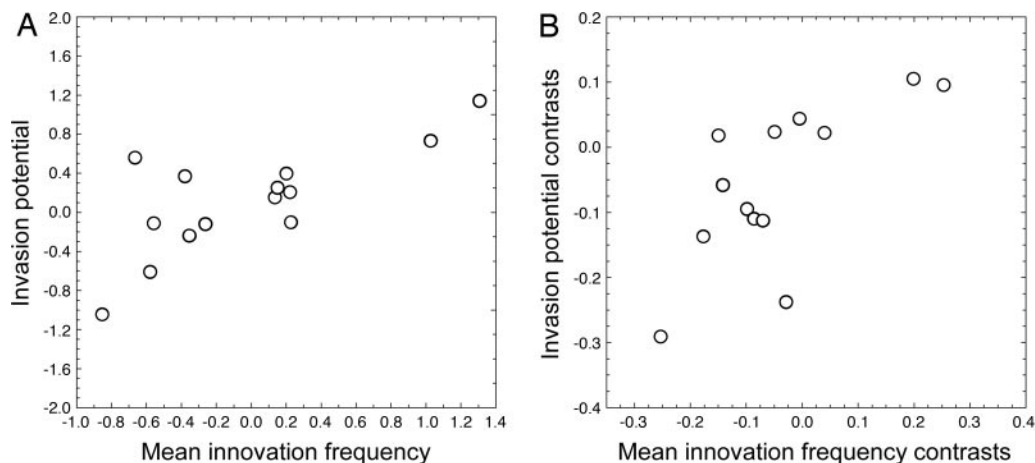 A
2.0
1.6
1.2
0.8
0.4
0.0
-0.4
-0.8
-1.2
-1.6
-2.0
Invasion potential
-1.0 -0.8 -0.6 -0.4 -0.2 0.0 0.2 0.4 0.6 0.8 1.0 1.2 1.4
Mean innovation frequency
B
0.2
0.1
0.0
-0.1
-0.2
-0.3
-0.4
Invasion potential contrasts
-0.3 -0.2 -0.1 0.0 0.1 0.2 0.3 0.4
Mean innovation frequency contrasts